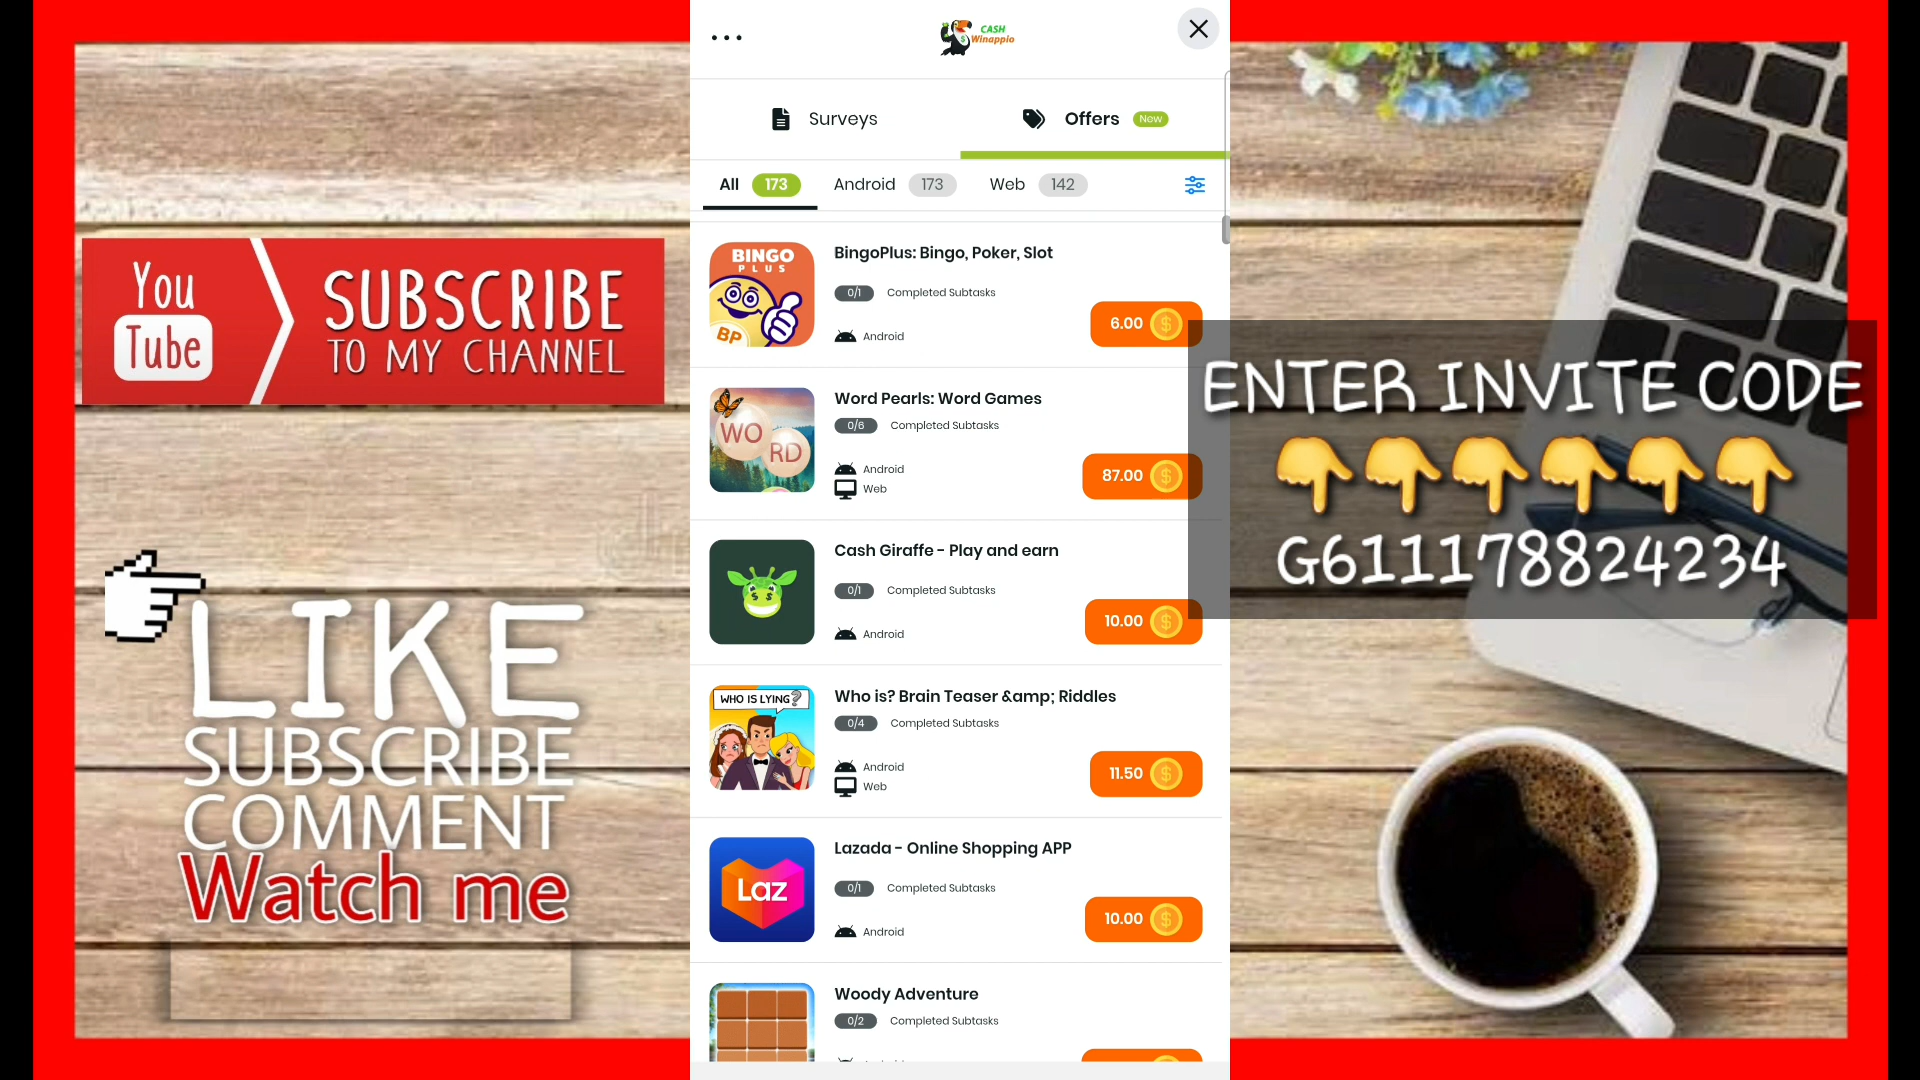 You
Tube
SUBSCRIBE
TO MY CHANNEL
LIKE
SUBSCRIBE
COMMENT
Watch me
CASH
Winappio
Surveys
Offers New
All 173 Android 173 Web 142
BINGO
PLUS
BP
BingoPlus: Bingo, Poker, Slot
0/1 Completed Subtasks
Android
6.00
WO
RD
Word Pearls: Word Games
0/6 Completed Subtasks
Android
Web
87.00
Cash Giraffe - Play and earn
0/1 Completed Subtasks
Android
10.00
WHO IS LYING?
Who is? Brain Teaser &amp; Riddles
0/4 Completed Subtasks
Android
Web
11.50
Laz
Lazada - Online Shopping APP
0/1 Completed Subtasks
Android
10.00
Woody Adventure
0/2 Completed Subtasks
ENTER INVITE CODE
👇👇👇👇👇👇
G611178824234